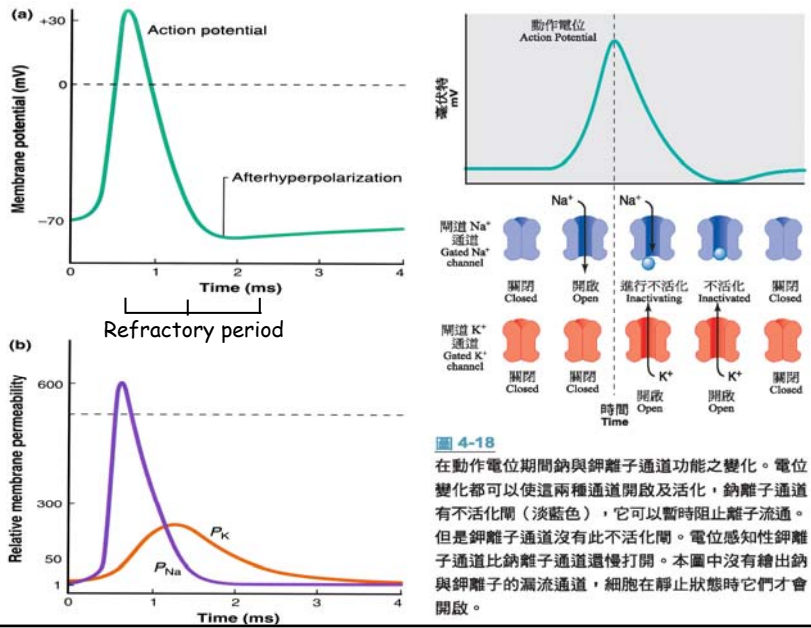 (a)
+30
0
−70
Membrane potential (mV)
Action potential
Afterhyperpolarization
0 1 2 3 4
Time (ms)
Refractory period
(b)
600
300
50
1
Relative membrane permeability
PK
PNa
0 1 2 3 4
Time (ms)
動作電位
Action Potential
毫伏特
mV
Na+ Na+
閘道 Na+
通道
Gated Na+
channel
關閉 開啟 進行不活化 不活化 關閉
Closed Open Inactivating Inactivated Closed
閘道 K+
通道
Gated K+
channel
K+ K+
關閉 關閉 開啟 開啟 關閉
Closed Closed Open Open Closed
時間
Time
圖 4-18
在動作電位期間鈉與鉀離子通道功能之變化。電位
變化都可以使這兩種通道開啟及活化，鈉離子通道
有不活化閘（淡藍色），它可以暫時阻止離子流通。
但是鉀離子通道沒有此不活化閘。電位感知性鉀離
子通道比鈉離子通道還慢打開。本圖中沒有繪出鈉
與鉀離子的漏流通道，細胞在靜止狀態時它們才會
開啟。